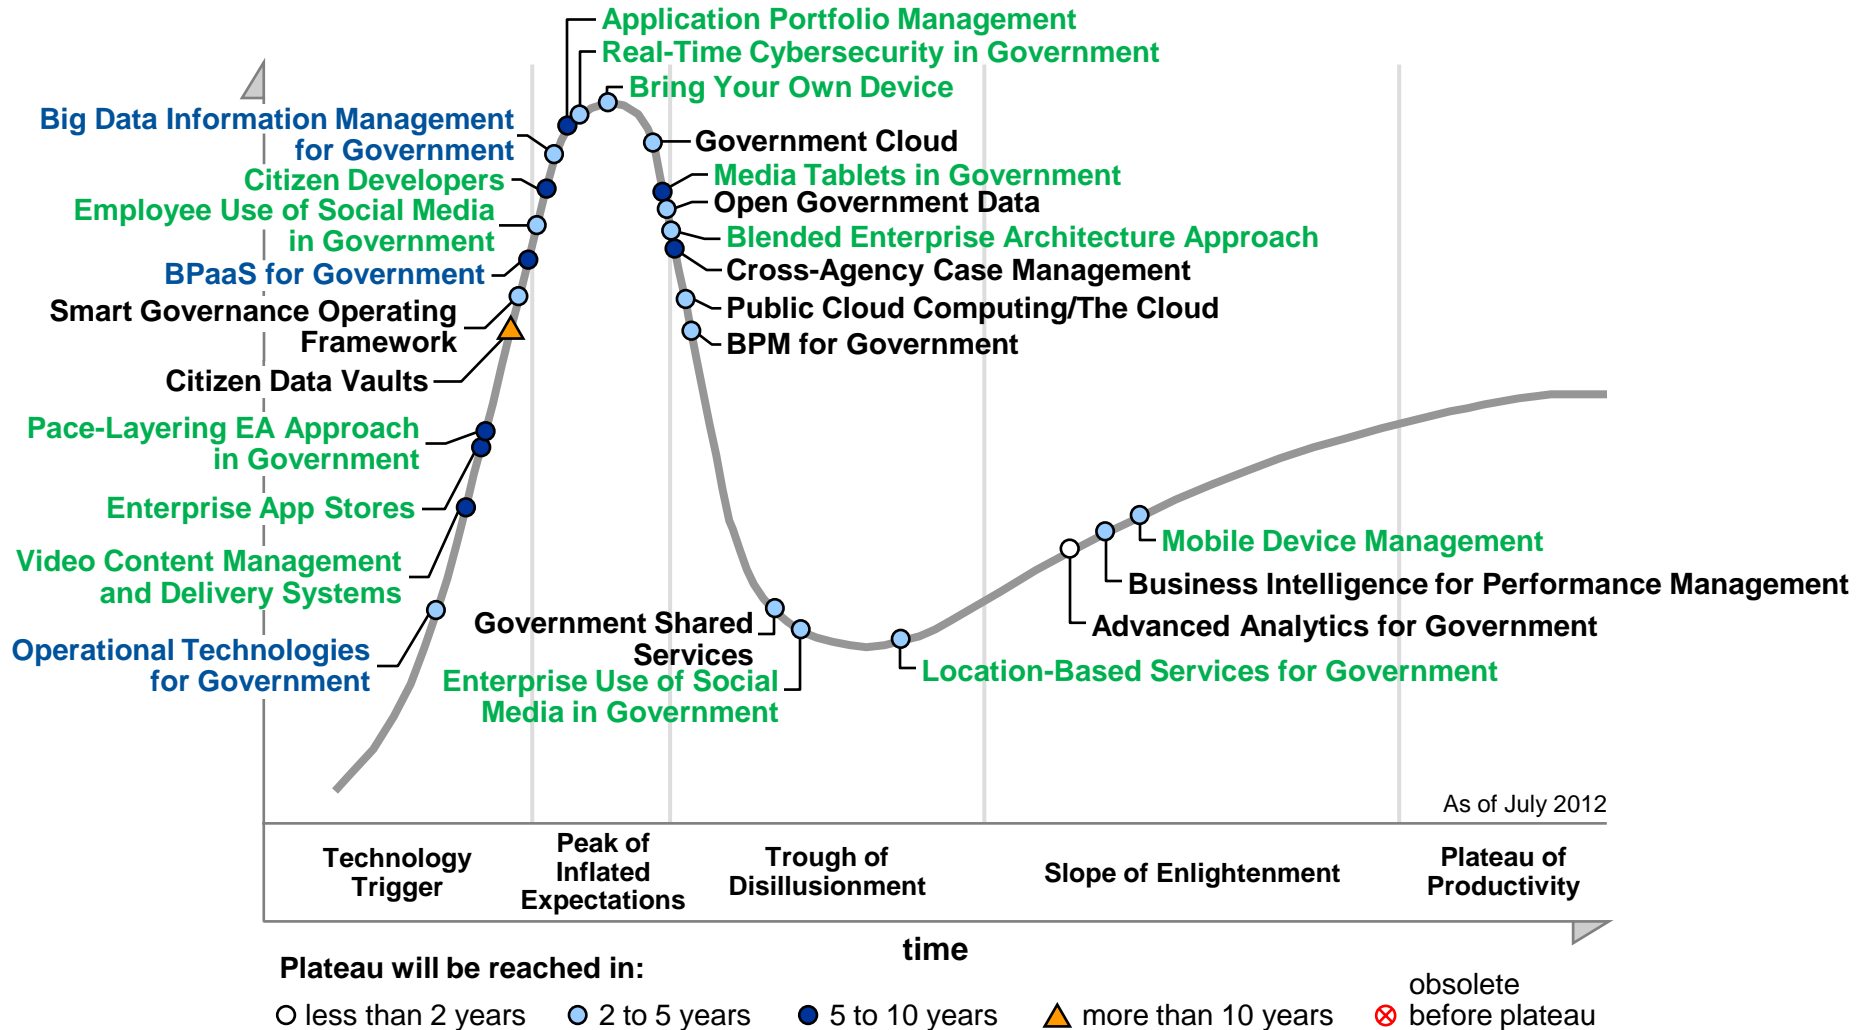 Application Portfolio Management
Real-Time Cybersecurity in Government
Bring Your Own Device
Big Data Information Management
for Government
Citizen Developers
Employee Use of Social Media
in Government
BPaaS for Government
Smart Governance Operating
Framework
Citizen Data Vaults
Pace-Layering EA Approach
in Government
Enterprise App Stores
Video Content Management
and Delivery Systems
Operational Technologies
for Government
Government Cloud
Media Tablets in Government
Open Government Data
Blended Enterprise Architecture Approach
Cross-Agency Case Management
Public Cloud Computing/The Cloud
BPM for Government
Government Shared
Services
Enterprise Use of Social
Media in Government
Location-Based Services for Government
Mobile Device Management
Business Intelligence for Performance Management
Advanced Analytics for Government
As of July 2012
Technology
Trigger
Peak of
Inflated
Expectations
Trough of
Disillusionment
Slope of Enlightenment
Plateau of
Productivity
time
Plateau will be reached in:
less than 2 years
2 to 5 years
5 to 10 years
more than 10 years
obsolete
before plateau